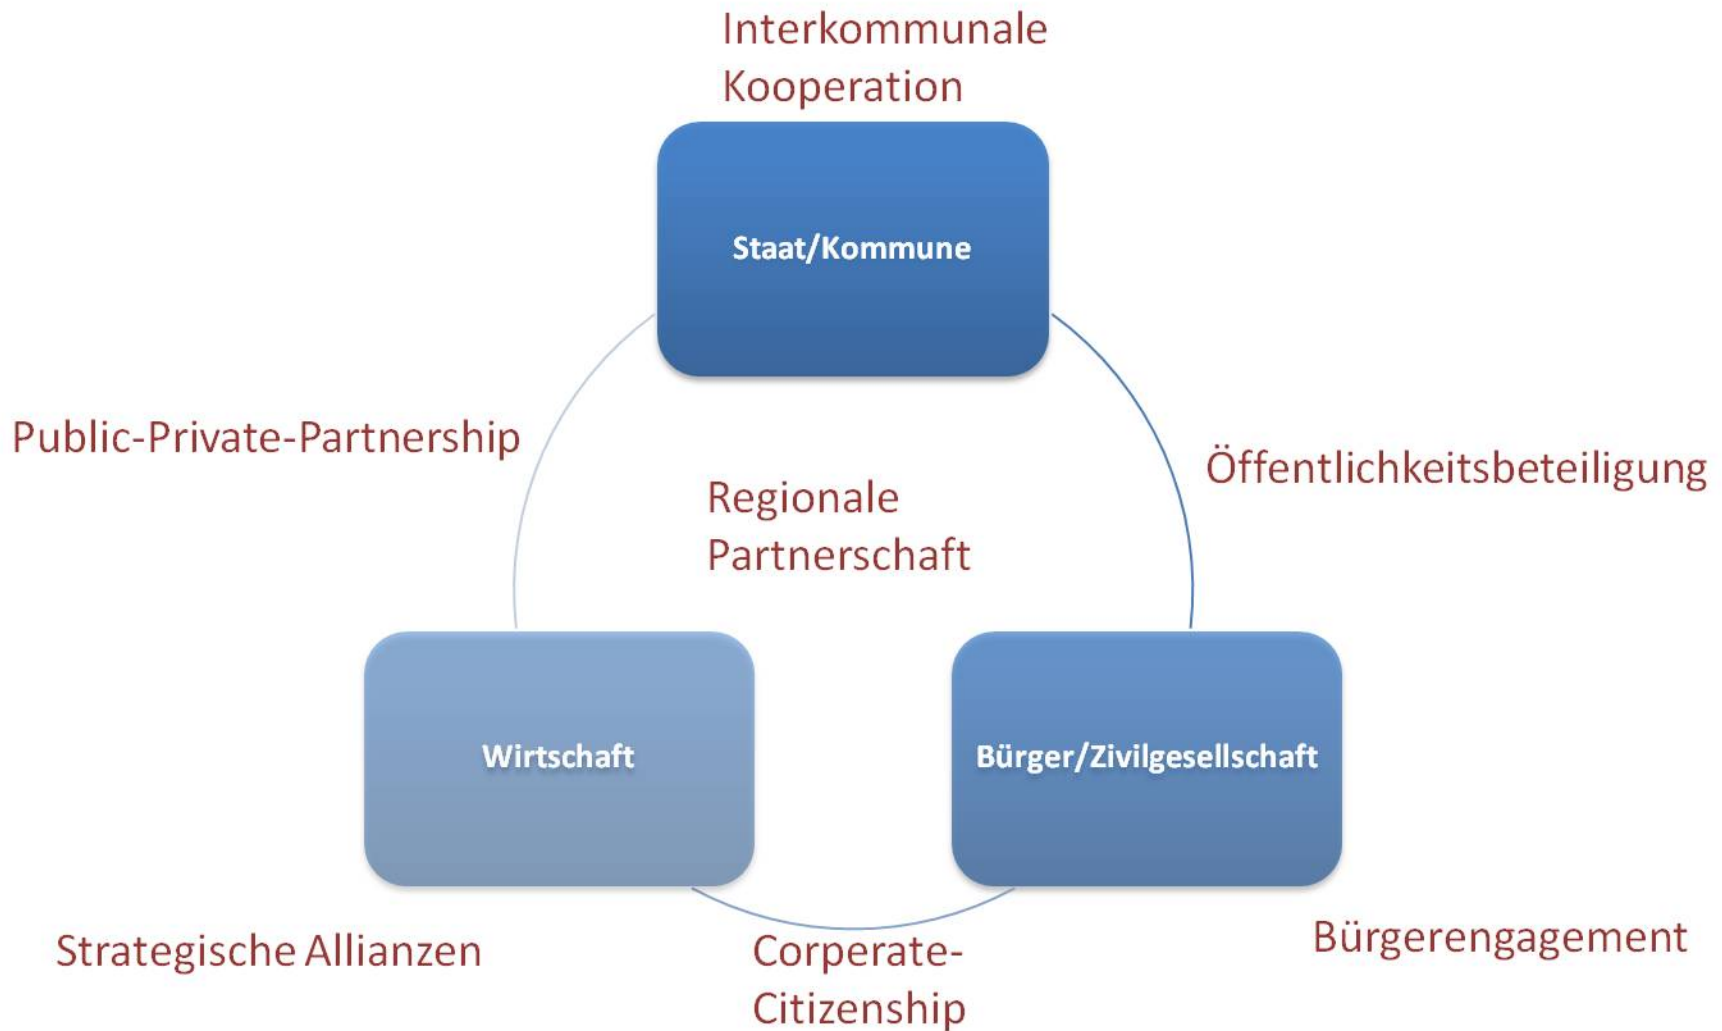 Interkommunale
Kooperation
Staat/Kommune
Public-Private-Partnership
Öffentlichkeitsbeteiligung
Regionale
Partnerschaft
Wirtschaft
Bürger/Zivilgesellschaft
Strategische Allianzen
Corperate-
Citizenship
Bürgerengagement